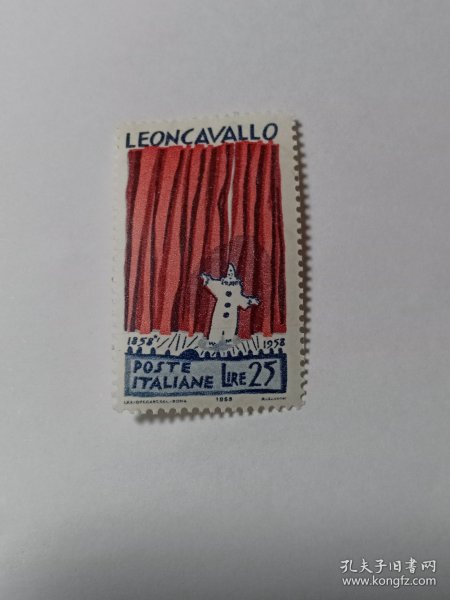 LEONCAVALLO
1858 1958
POSTE
ITALIANE LIRE 25
1958
孔夫子旧书网
www.kongfz.com